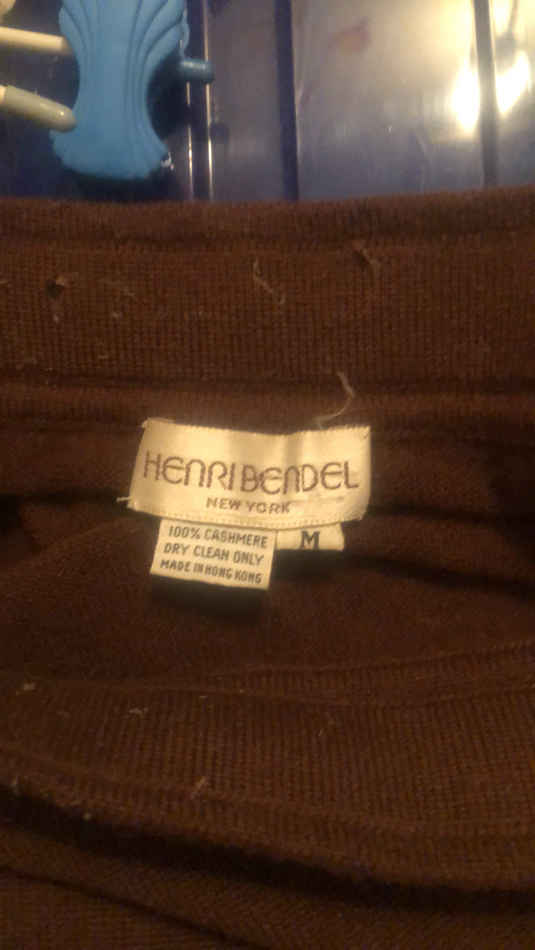 HENRI BENDEL
NEW YORK
100% CASHMERE
DRY CLEAN ONLY
MADE IN HONG KONG
M